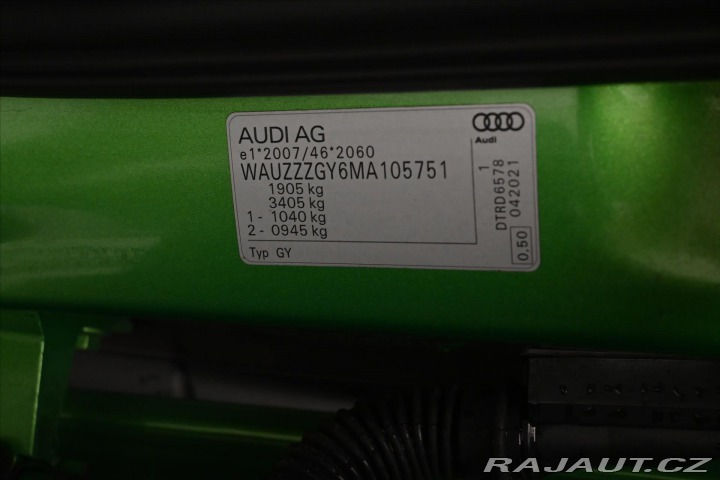 AUDI AG
e1*2007/46*2060
WAUZZZGY6MA105751
1905 kg
3405 kg
1 - 1040 kg
2 - 0945 kg
Typ GY
Audi
1
DTRD6578
042021
0.50
RAJAUT.CZ